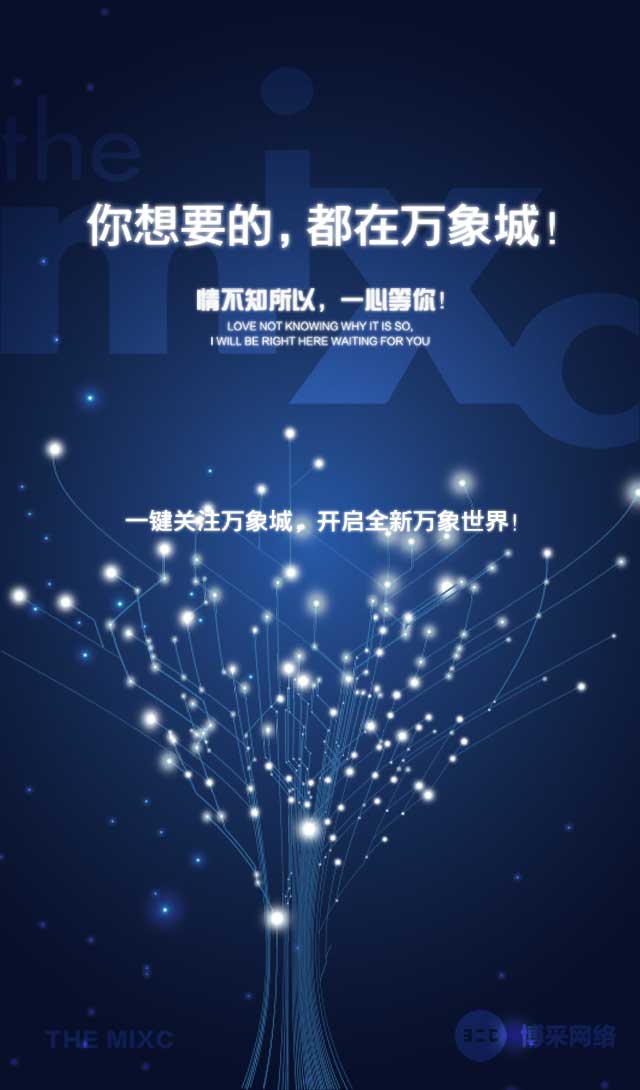 the
mixc
你想要的，都在万象城！
情不知所以，一心等你！
LOVE NOT KNOWING WHY IT IS SO,
I WILL BE RIGHT HERE WAITING FOR YOU
一键关注万象城，开启全新万象世界！
THE MIXC
博采网络